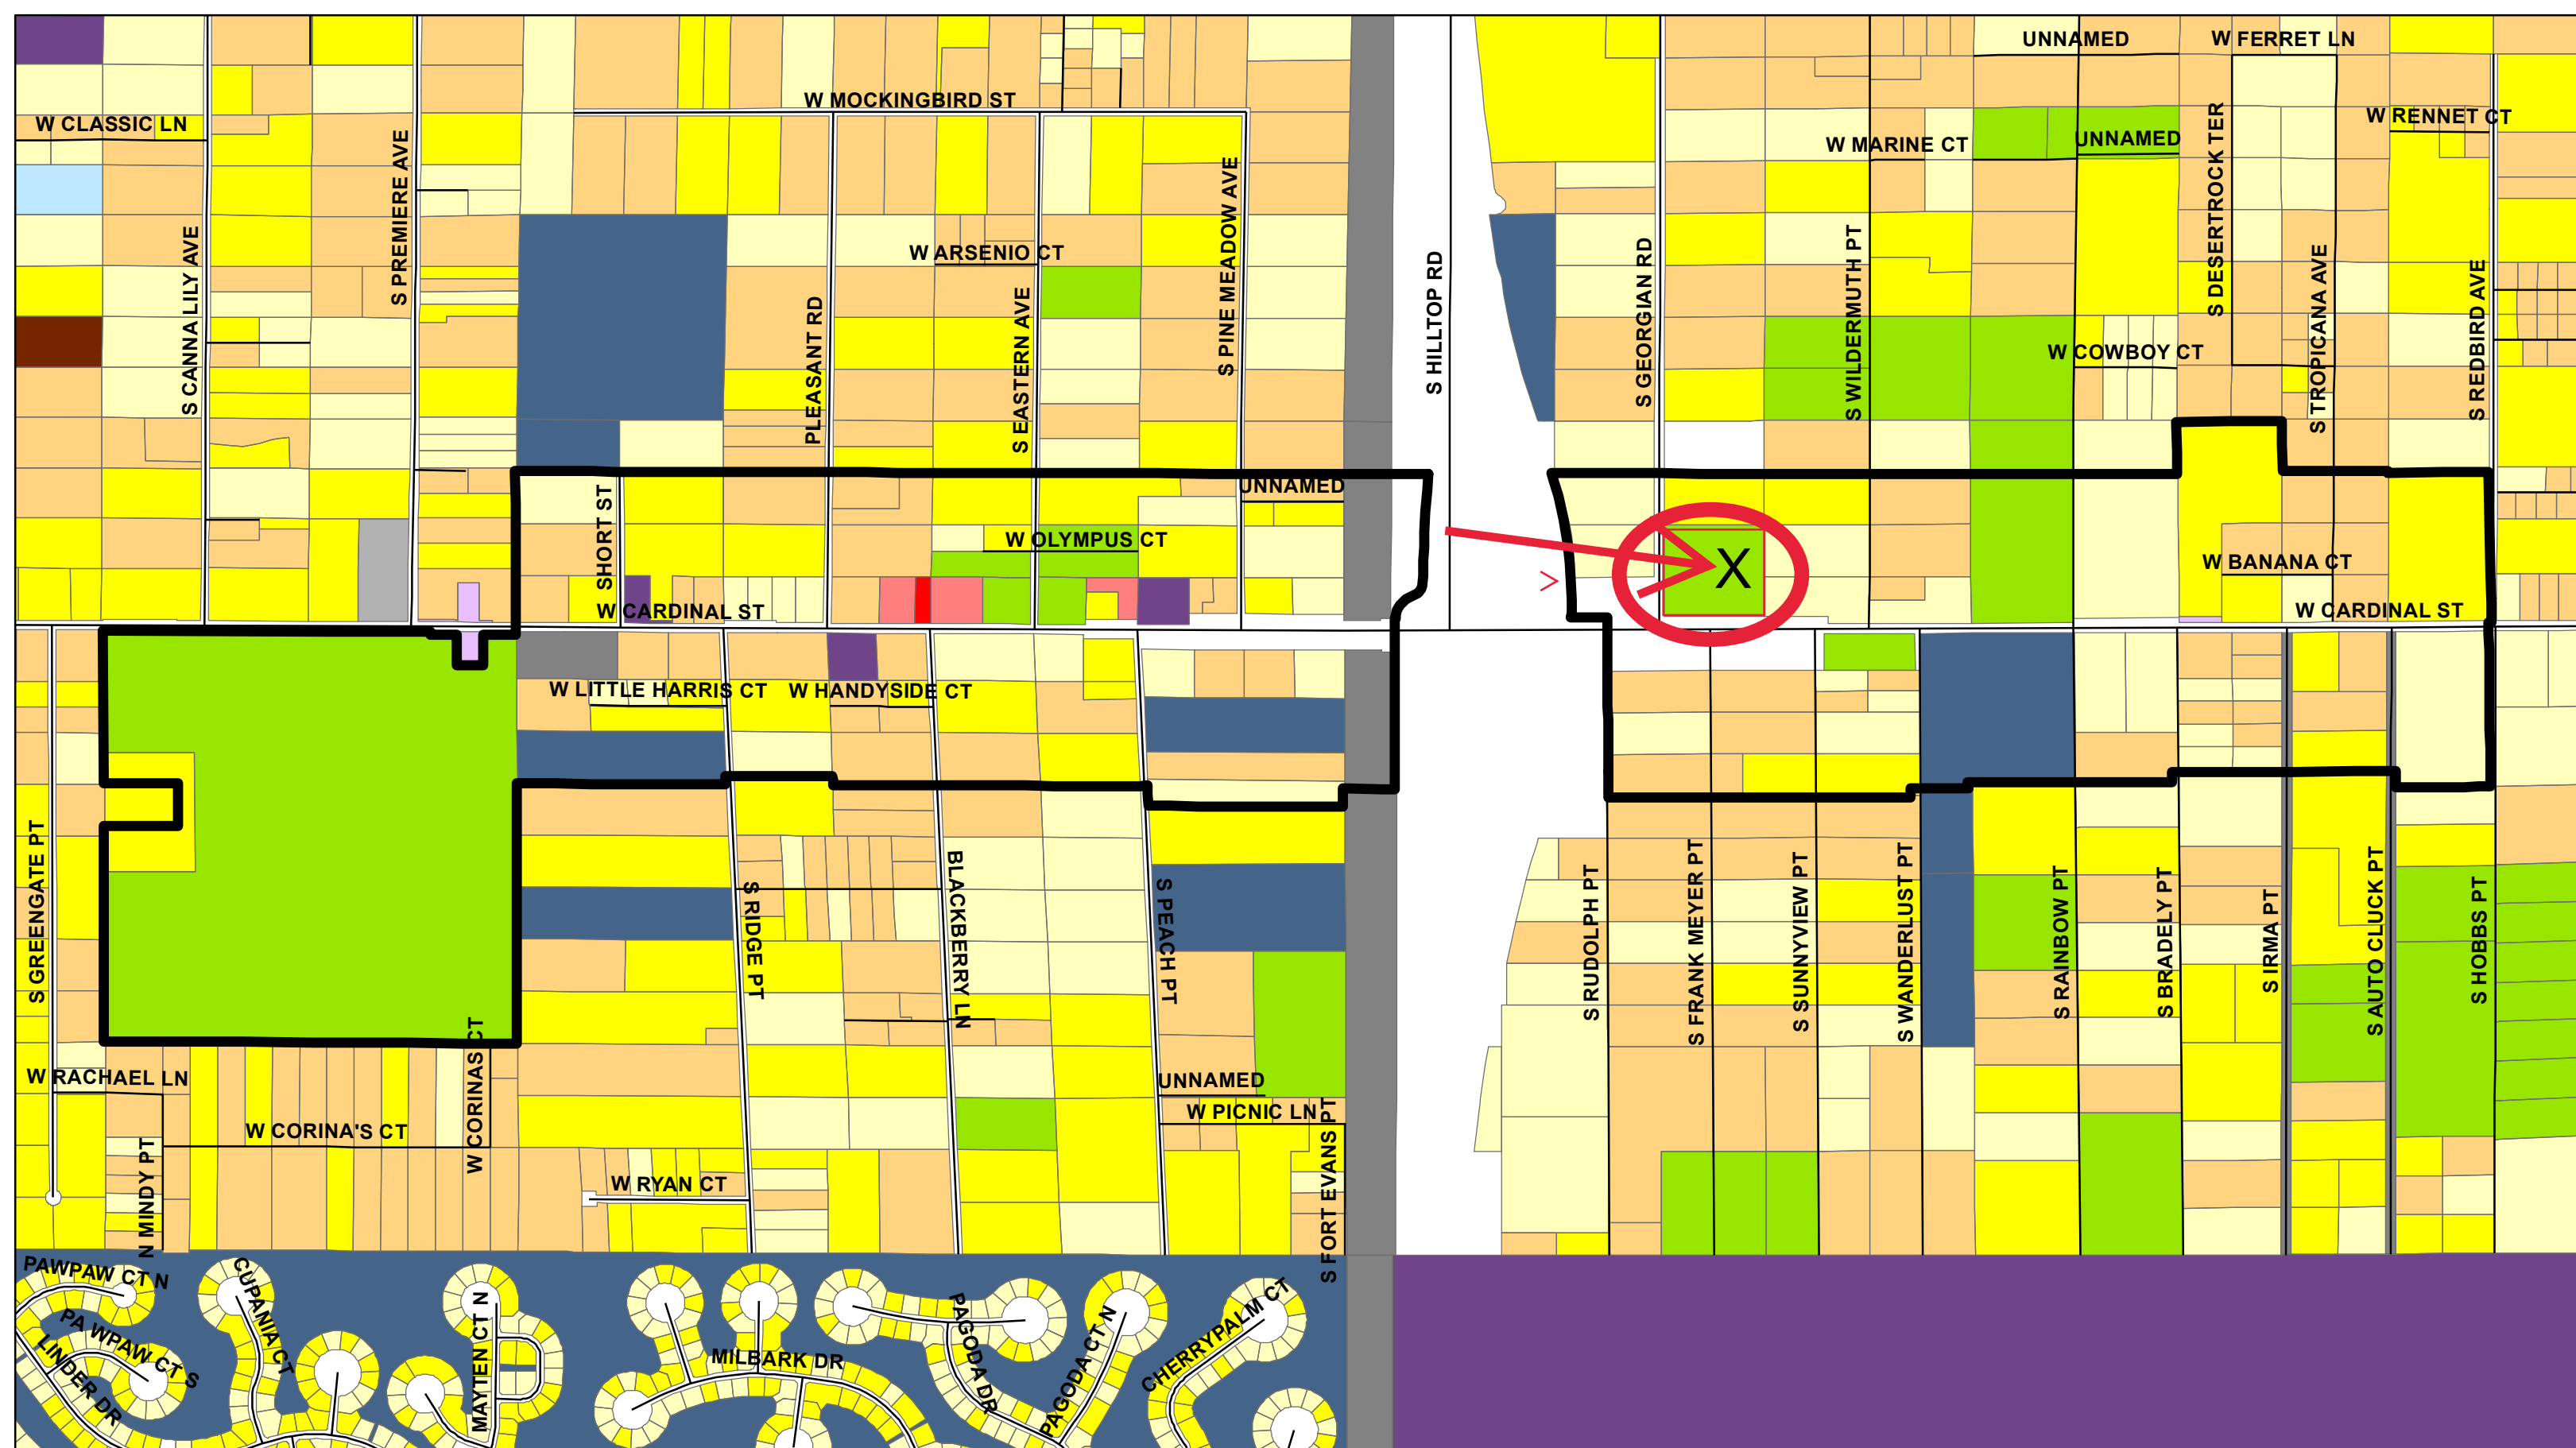 UNNAMED
W FERRET LN
W MOCKINGBIRD ST
W CLASSIC LN
W RENNET CT
W MARINE CT
UNNAMED
S PREMIERE AVE
S DESERTROCK TER
S PINE MEADOW AVE
W ARSENIO CT
S CANNA LILY AVE
PLEASANT RD
S EASTERN AVE
S HILLTOP RD
S GEORGIAN RD
S WILDERMUTH PT
W COWBOY CT
S TROPICANA AVE
S REDBIRD AVE
UNNAMED
SHORT ST
W OLYMPUS CT
X
W BANANA CT
W CARDINAL ST
W CARDINAL ST
W LITTLE HARRIS CT
W HANDYSIDE CT
S GREENGATE PT
S RIDGE PT
BLACKBERRY LN
S PEACH PT
S RUDOLPH PT
S FRANK MEYER PT
S SUNNYVIEW PT
S WANDERLUST PT
S RAINBOW PT
S BRADELY PT
S IRMA PT
S AUTO CLUCK PT
S HOBBS PT
W RACHAEL LN
W CORINAS CT
UNNAMED
W PICNIC LN
W CORINA'S CT
N MINDY PT
W RYAN CT
S FORT EVANS PT
PAWPAW CT N
CUPANIA CT
PAWPAW CT S
LINDER DR
MAYTEN CT N
MILBARK DR
PAGODA DR
PAGODA CT N
CHERRYPALM CT